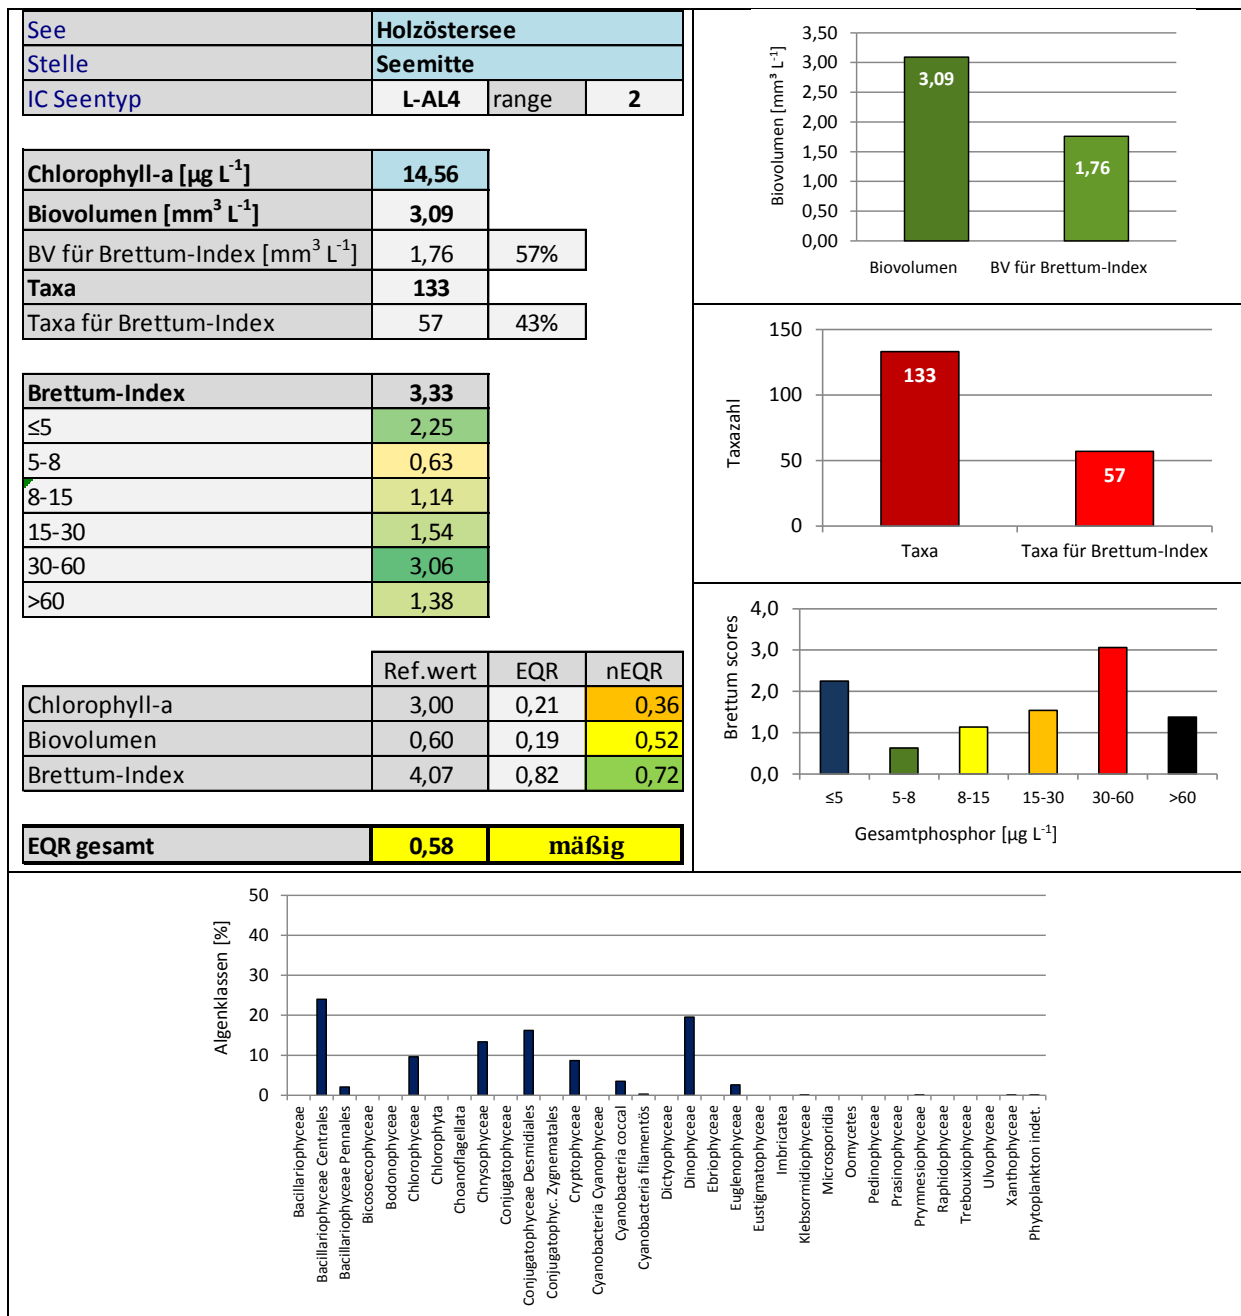 See Holzöstersee
Stelle Seemitte
IC Seentyp L-AL4 range 2
Chlorophyll-a [µg L⁻¹] 14,56
Biovolumen [mm³ L⁻¹] 3,09
BV für Brettum-Index [mm³ L⁻¹] 1,76 57%
Taxa 133
Taxa für Brettum-Index 57 43%
Brettum-Index 3,33
≤5 2,25
5-8 0,63
8-15 1,14
15-30 1,54
30-60 3,06
>60 1,38
Ref.wert EQR nEQR
Chlorophyll-a 3,00 0,21 0,36
Biovolumen 0,60 0,19 0,52
Brettum-Index 4,07 0,82 0,72
EQR gesamt 0,58 mäßig
Biovolumen [mm³ L⁻¹]
3,50
3,00
2,50
2,00
1,50
1,00
0,50
0,00
3,09
1,76
Biovolumen BV für Brettum-Index
Taxazahl
150
100
50
0
133
57
Taxa Taxa für Brettum-Index
Brettum scores
4,0
3,0
2,0
1,0
0,0
≤5 5-8 8-15 15-30 30-60 >60
Gesamtphosphor [µg L⁻¹]
Algenklassen [%]
50
40
30
20
10
0
Bacillariophyceae
Bacillariophyceae Centrales
Bacillariophyceae Pennales
Bicosoecophyceae
Bodonophyceae
Chlorophyceae
Chlorophyta
Choanoflagellata
Chrysophyceae
Conjugatophyceae
Conjugatophyceae Desmidiales
Conjugatophyc. Zygnematales
Cryptophyceae
Cyanobacteria Cyanophyceae
Cyanobacteria coccal
Cyanobacteria filamentös
Dictyophyceae
Dinophyceae
Ebriophyceae
Euglenophyceae
Eustigmatophyceae
Imbricatea
Klebsormidiophyceae
Microsporidia
Oomycetes
Pedinophyceae
Prasinophyceae
Prymnesiophyceae
Raphidophyceae
Trebouxiophyceae
Ulvophyceae
Xanthophyceae
Phytoplankton indet.